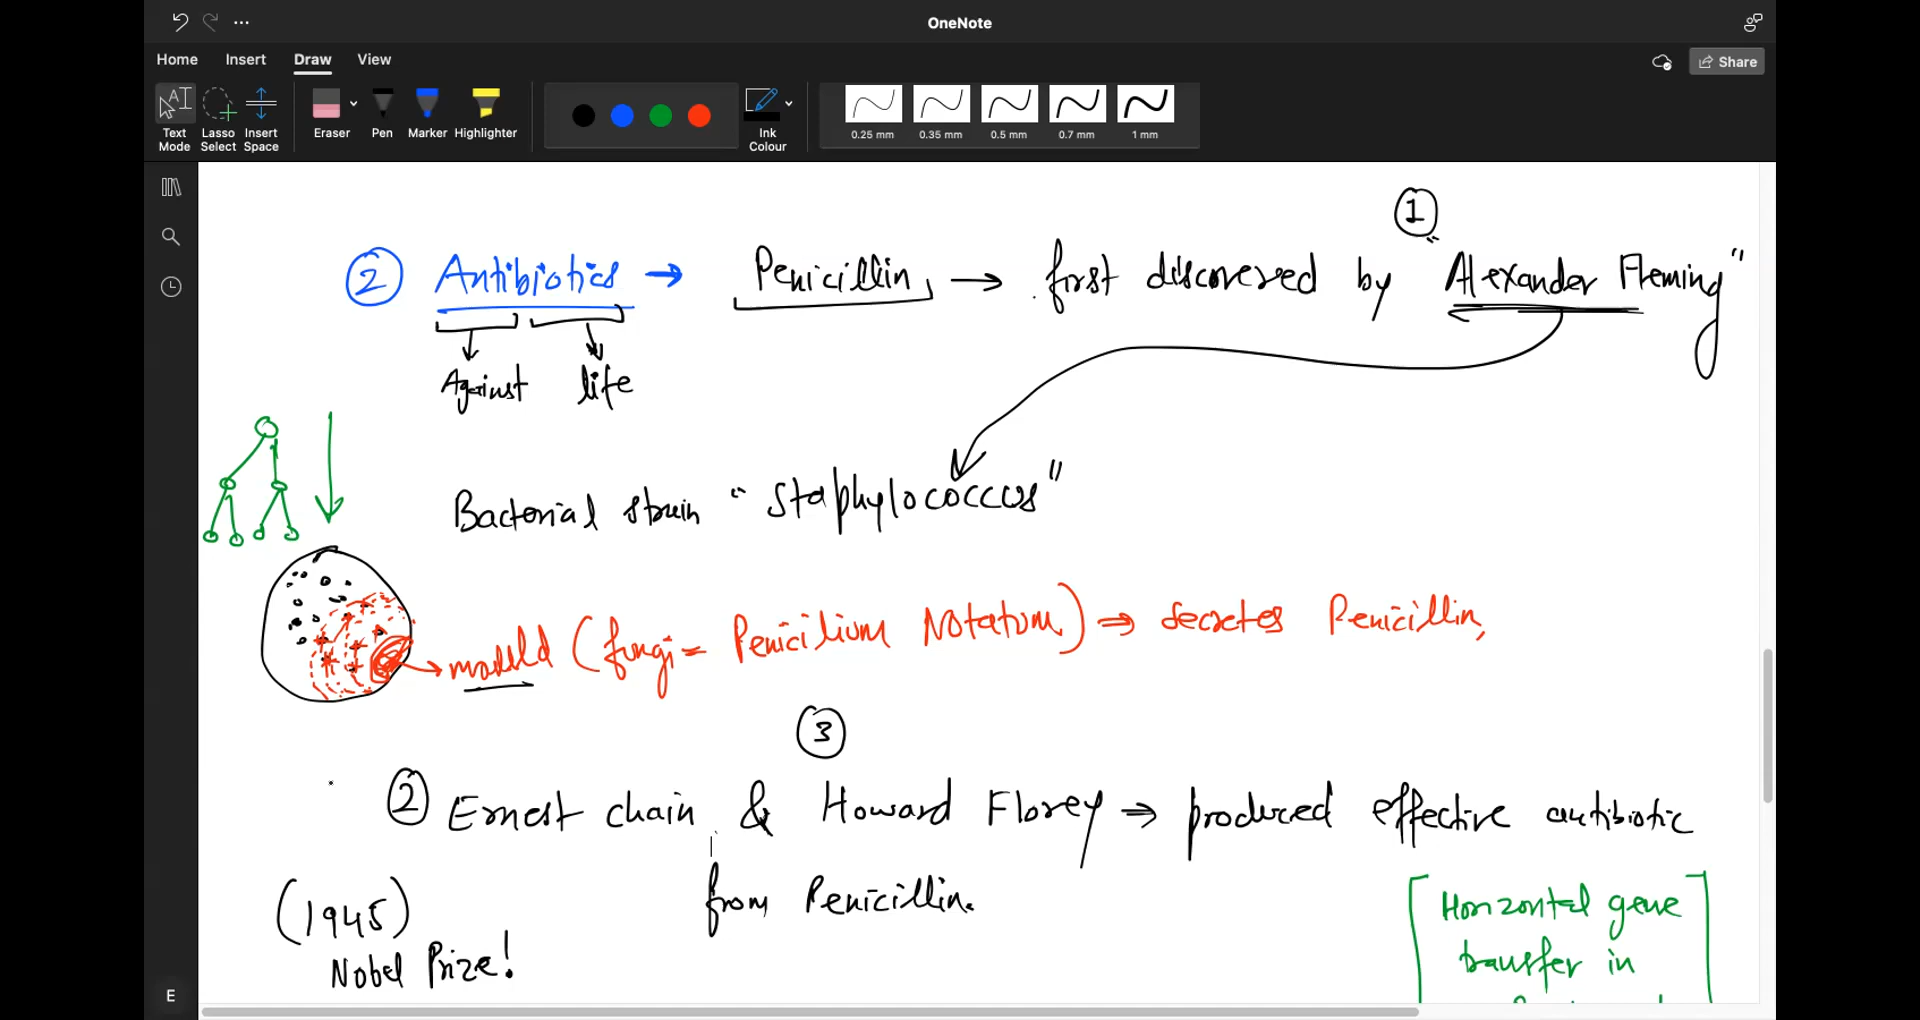 OneNote
Home Insert Draw View
Share
Text Mode
Lasso Select
Insert Space
Eraser
Pen
Marker
Highlighter
Ink Colour
0.25 mm
0.35 mm
0.5 mm
0.7 mm
1 mm
1
2 Antibiotics → Penicillin → first discovered by "Alexander Fleming"
Against life
Bacterial strain "Staphylococcus"
mould (fungi = Penicilium Notatum) ⇒ secretes Penicillin,
3
2 Ernest chain & Howard Florey ⇒ produced effective antibiotic
from Penicillin.
(1945)
Nobel Prize!
Horizontal gene
transfer in
E